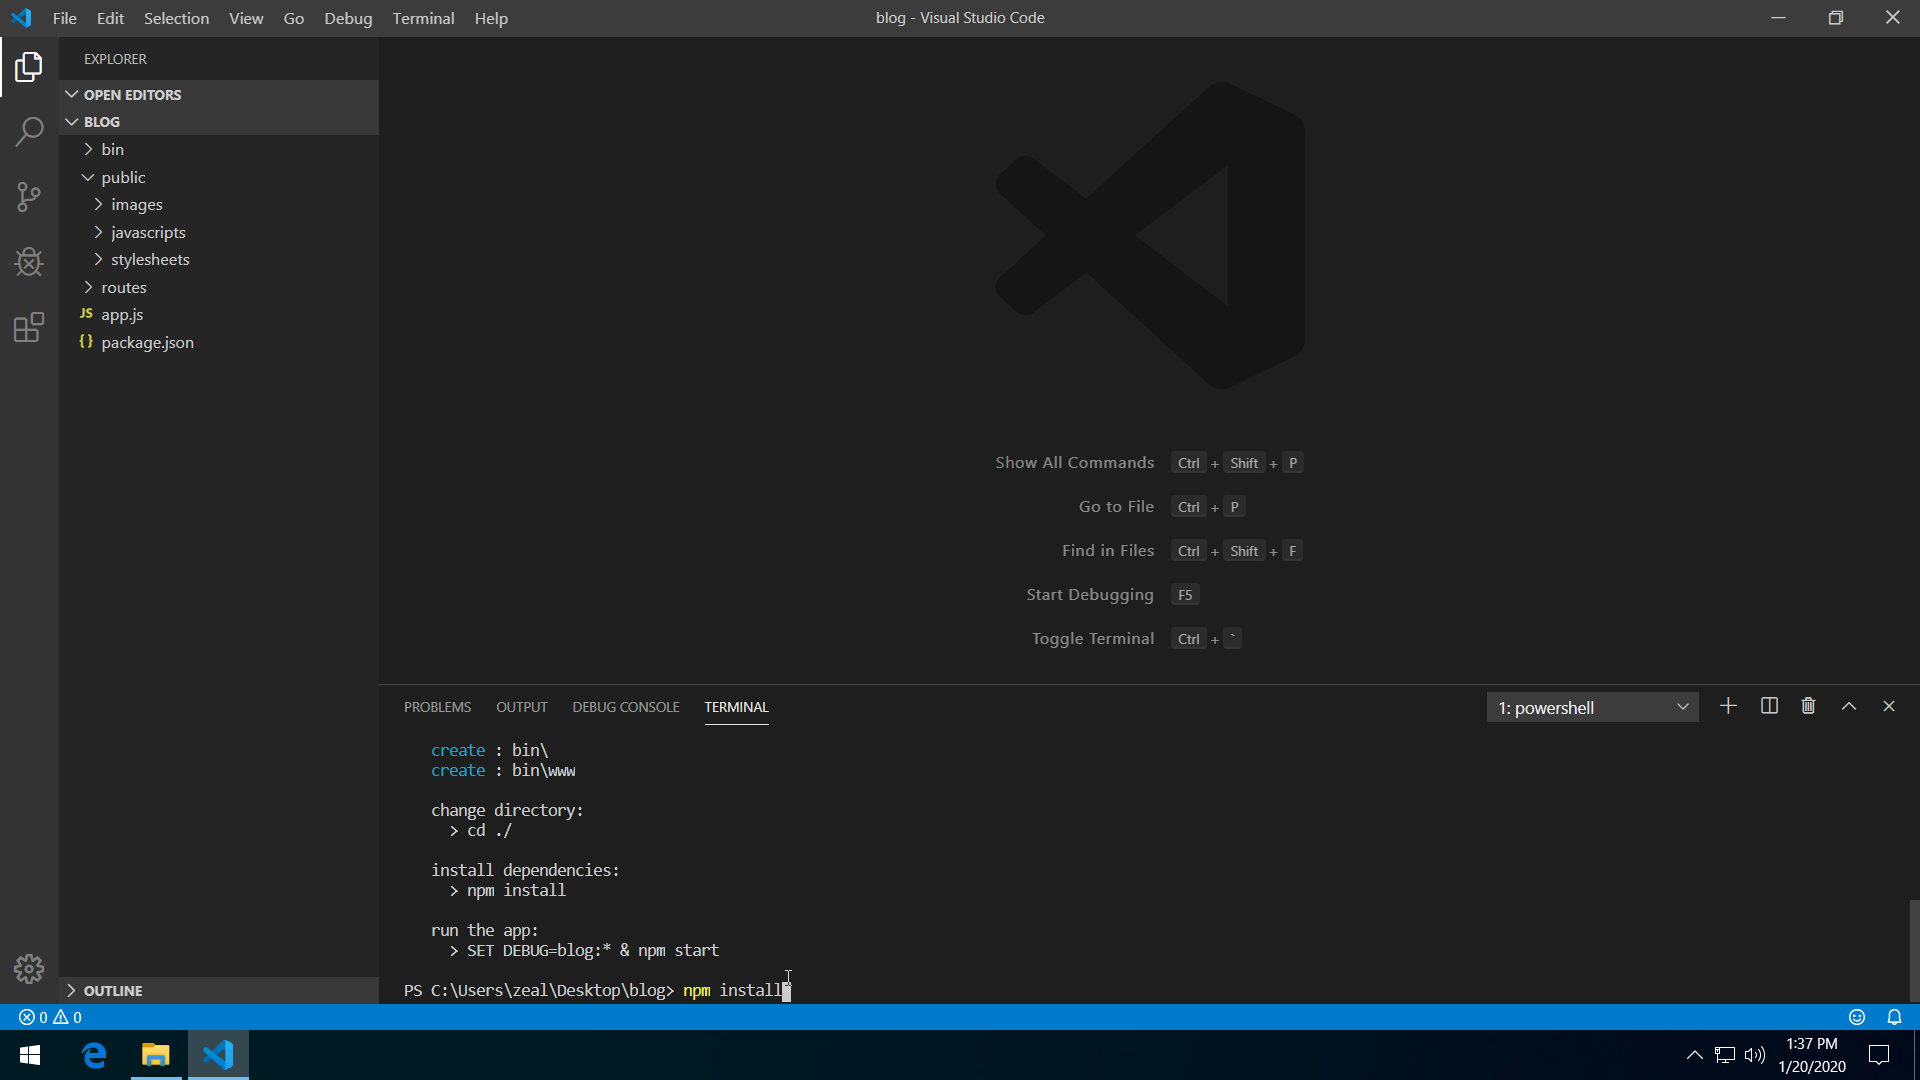 File Edit Selection View Go Debug Terminal Help
blog - Visual Studio Code
EXPLORER
OPEN EDITORS
BLOG
bin
public
images
javascripts
stylesheets
routes
JS app.js
{} package.json
OUTLINE
Show All Commands Ctrl + Shift + P
Go to File Ctrl + P
Find in Files Ctrl + Shift + F
Start Debugging F5
Toggle Terminal Ctrl + `
PROBLEMS OUTPUT DEBUG CONSOLE TERMINAL
1: powershell
create : bin\
create : bin\www
change directory:
> cd ./
install dependencies:
> npm install
run the app:
> SET DEBUG=blog:* & npm start
PS C:\Users\zeal\Desktop\blog> npm install
0 0
1:37 PM
1/20/2020